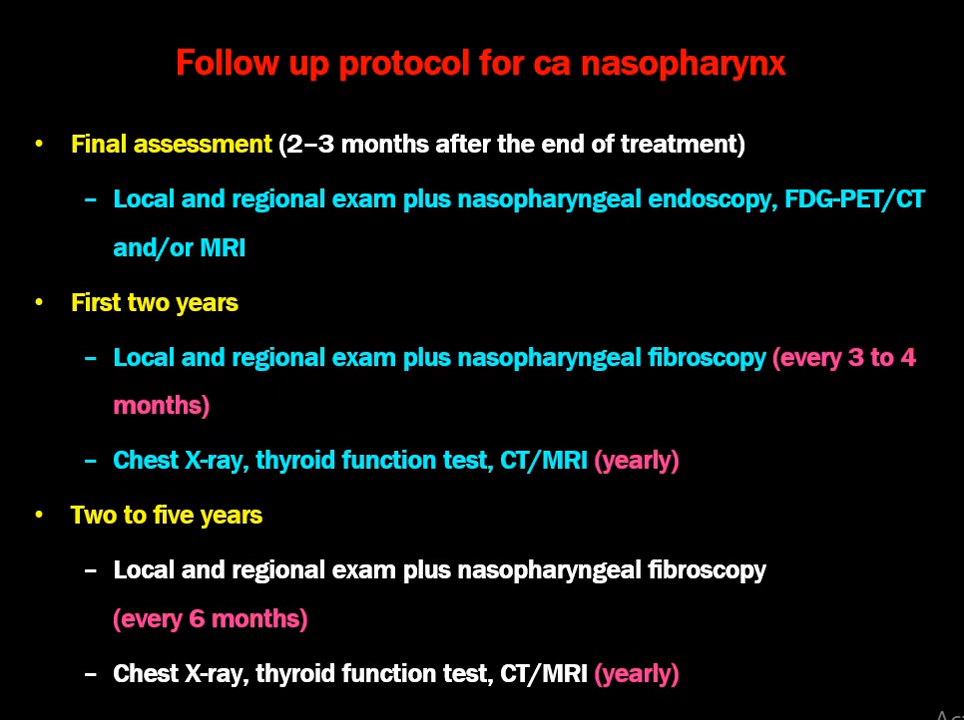 Follow up protocol for ca nasopharynx
• Final assessment (2–3 months after the end of treatment)
– Local and regional exam plus nasopharyngeal endoscopy, FDG-PET/CT
and/or MRI
• First two years
– Local and regional exam plus nasopharyngeal fibroscopy (every 3 to 4
months)
– Chest X-ray, thyroid function test, CT/MRI (yearly)
• Two to five years
– Local and regional exam plus nasopharyngeal fibroscopy
(every 6 months)
– Chest X-ray, thyroid function test, CT/MRI (yearly)